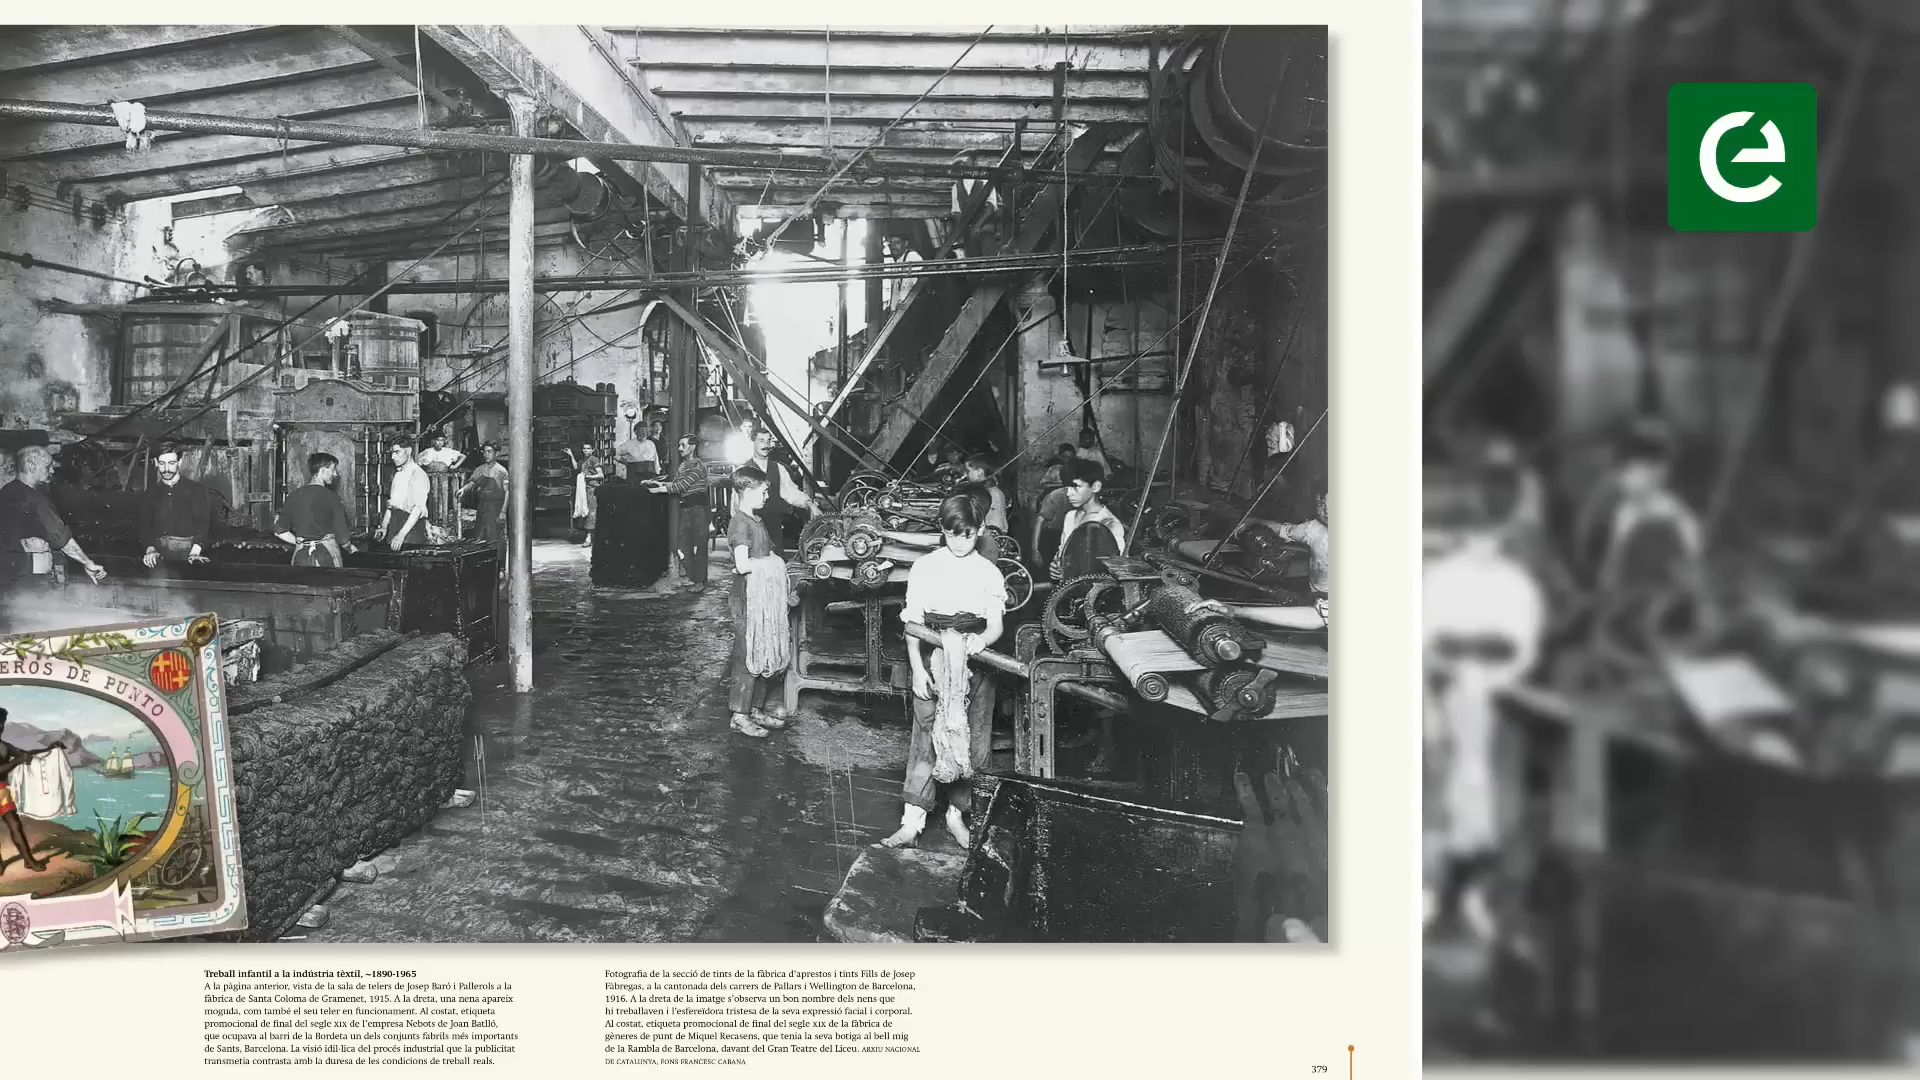 EROS DE PUNTO
Treball infantil a la indústria tèxtil, ~1890-1965
A la pàgina anterior, vista de la sala de telers de Josep Baró i Pallerols a la
fàbrica de Santa Coloma de Gramenet, 1915. A la dreta, una nena apareix
moguda, com també el seu teler en funcionament. Al costat, etiqueta
promocional de final del segle XIX de l'empresa Nebots de Joan Batlló,
que ocupava al barri de la Bordeta un dels conjunts fabrils més importants
de Sants, Barcelona. La visió idíl·lica del procés industrial que la publicitat
transmetia contrasta amb la duresa de les condicions de treball reals.
Fotografia de la secció de tints de la fàbrica d'aprestos i tints Fills de Josep
Fàbregas, a la cantonada dels carrers de Pallars i Wellington de Barcelona,
1916. A la dreta de la imatge s'observa un bon nombre dels nens que
hi treballaven i l'esfereïdora tristesa de la seva expressió facial i corporal.
Al costat, etiqueta promocional de final del segle XIX de la fàbrica de
gèneres de punt de Miquel Recasens, que tenia la seva botiga al bell mig
de la Rambla de Barcelona, davant del Gran Teatre del Liceu. ARXIU NACIONAL
DE CATALUNYA, FONS FRANCESC CABANA
379